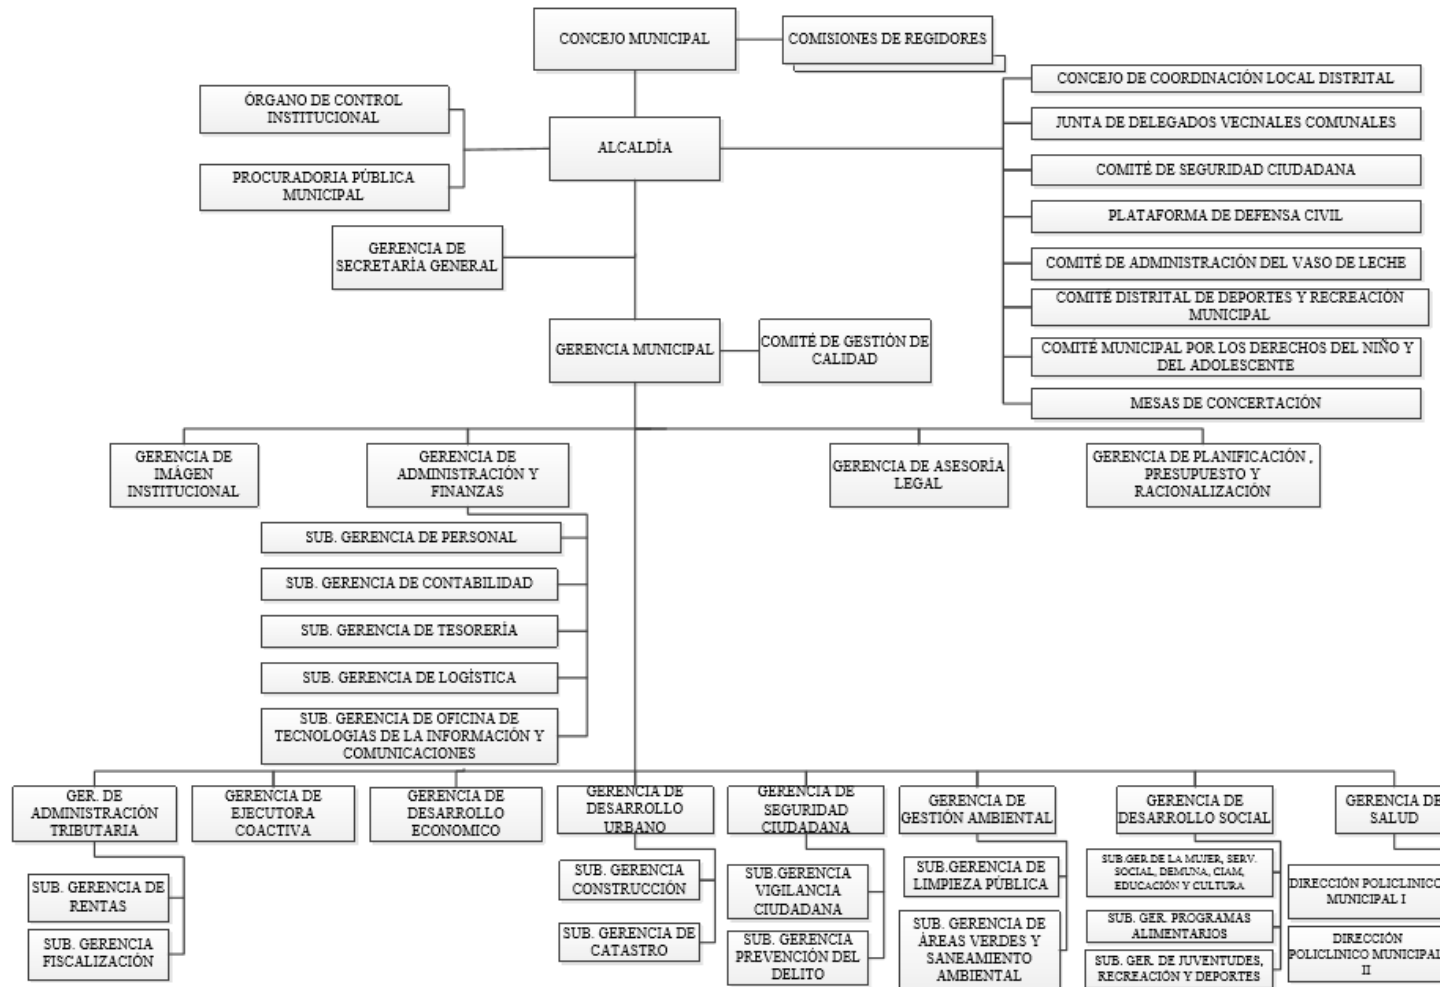 CONCEJO MUNICIPAL
COMISIONES DE REGIDORES
CONCEJO DE COORDINACIÓN LOCAL DISTRITAL
ÓRGANO DE CONTROL
INSTITUCIONAL
JUNTA DE DELEGADOS VECINALES COMUNALES
ALCALDÍA
COMITÉ DE SEGURIDAD CIUDADANA
PROCURADORIA PÚBLICA
MUNICIPAL
PLATAFORMA DE DEFENSA CIVIL
GERENCIA DE
SECRETARÍA GENERAL
COMITÉ DE ADMINISTRACIÓN DEL VASO DE LECHE
COMITÉ DISTRITAL DE DEPORTES Y RECREACIÓN
MUNICIPAL
GERENCIA MUNICIPAL
COMITÉ DE GESTIÓN DE
CALIDAD
COMITÉ MUNICIPAL POR LOS DERECHOS DEL NIÑO Y
DEL ADOLESCENTE
MESAS DE CONCERTACIÓN
GERENCIA DE
IMÁGEN
INSTITUCIONAL
GERENCIA DE
ADMINISTRACIÓN Y
FINANZAS
GERENCIA DE ASESORÍA
LEGAL
GERENCIA DE PLANIFICACIÓN ,
PRESUPUESTO Y
RACIONALIZACIÓN
SUB. GERENCIA DE PERSONAL
SUB. GERENCIA DE CONTABILIDAD
SUB. GERENCIA DE TESORERÍA
SUB. GERENCIA DE LOGÍSTICA
SUB. GERENCIA DE OFICINA DE
TECNOLOGIAS DE LA INFORMACIÓN Y
COMUNICACIONES
GER. DE
ADMINISTRACIÓN
TRIBUTARIA
GERENCIA DE
EJECUTORA
COACTIVA
GERENCIA DE
DESARROLLO
ECONOMICO
GERENCIA DE
DESARROLLO
URBANO
GERENCIA DE
SEGURIDAD
CIUDADANA
GERENCIA DE
GESTIÓN AMBIENTAL
GERENCIA DE
DESARROLLO SOCIAL
GERENCIA DE
SALUD
SUB. GERENCIA DE
RENTAS
SUB. GERENCIA
FISCALIZACIÓN
SUB. GERENCIA
CONSTRUCCIÓN
SUB. GERENCIA DE
CATASTRO
SUB.GERENCIA
VIGILANCIA
CIUDADANA
SUB. GERENCIA
PREVENCIÓN DEL
DELITO
SUB.GERENCIA DE
LIMPIEZA PÚBLICA
SUB. GERENCIA DE
ÁREAS VERDES Y
SANEAMIENTO
AMBIENTAL
SUB.GER.DE LA MUJER, SERV.
SOCIAL, DEMUNA, CIAM,
EDUCACIÓN Y CULTURA
SUB. GER. PROGRAMAS
ALIMENTARIOS
SUB. GER. DE JUVENTUDES,
RECREACIÓN Y DEPORTES
DIRECCIÓN POLICLINICO
MUNICIPAL I
DIRECCIÓN
POLICLINICO MUNICIPAL
II